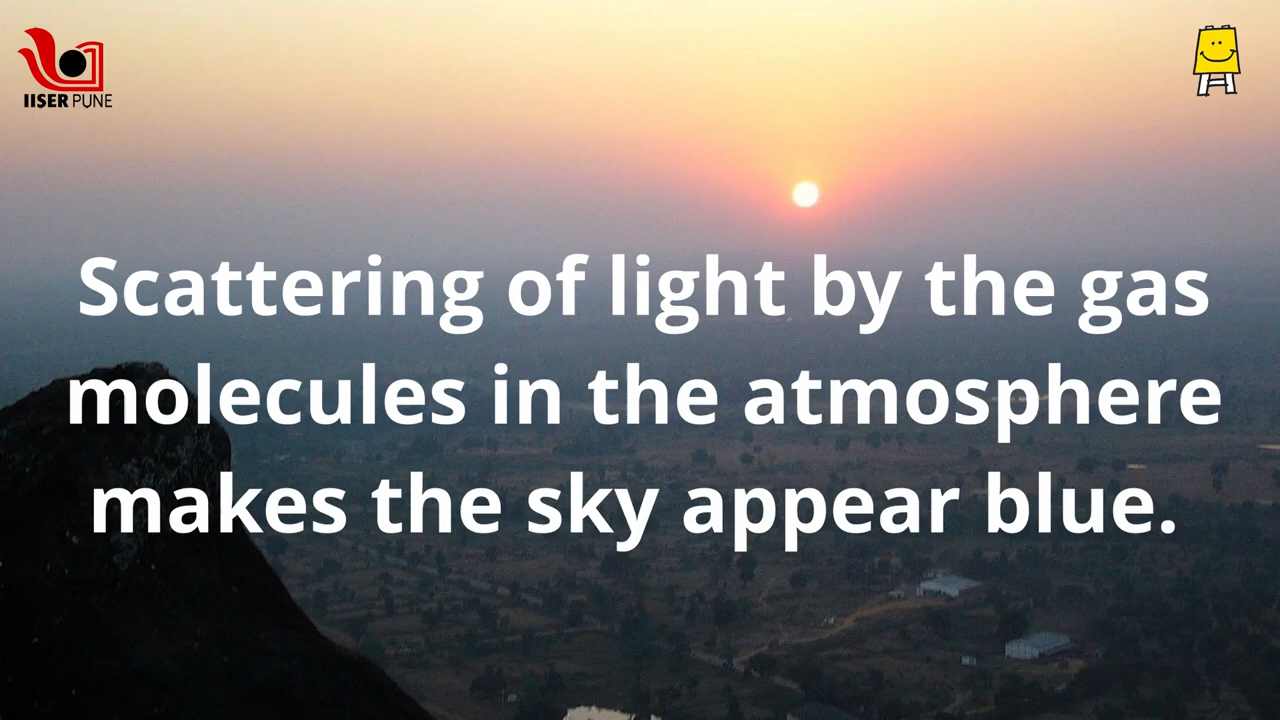 IISER PUNE
Scattering of light by the gas
molecules in the atmosphere
makes the sky appear blue.